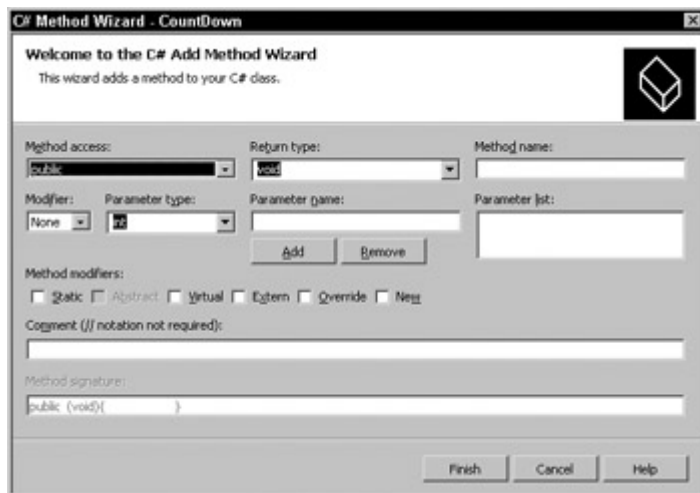 C# Method Wizard - CountDown
Welcome to the C# Add Method Wizard
This wizard adds a method to your C# class.
Method access: Return type: Method name:
public void
Modifier: Parameter type: Parameter name: Parameter list:
None int
Add Remove
Method modifiers:
Static Abstract Virtual Extern Override New
Comment (// notation not required):
Method signature:
public (void){ }
Finish Cancel Help